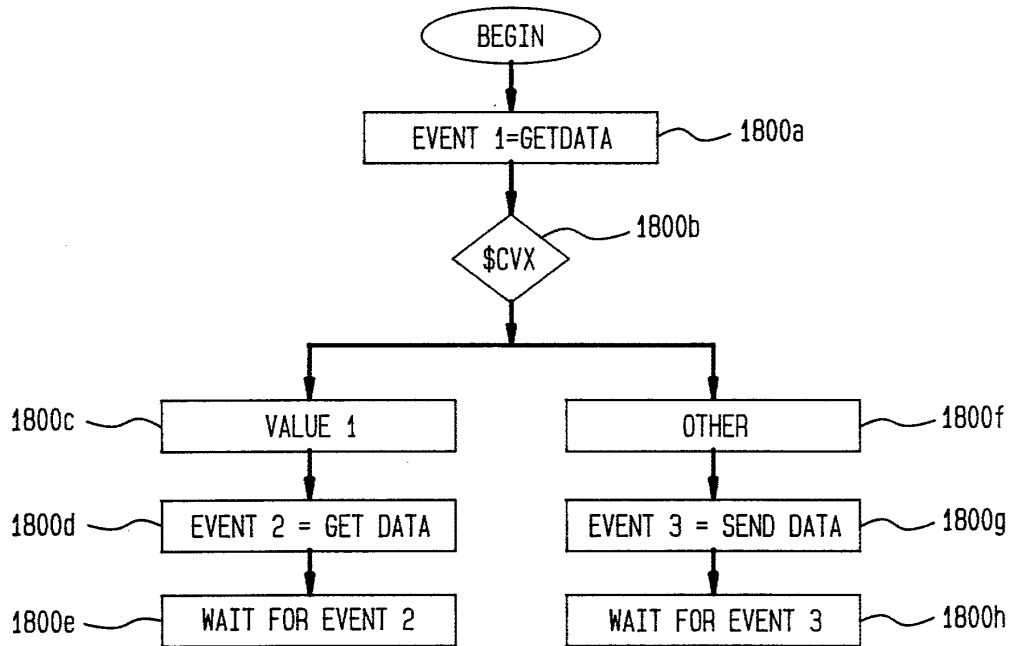 BEGIN
EVENT 1=GETDATA
1800a
$CVX
1800b
1800c
VALUE 1
OTHER
1800f
1800d
EVENT 2 = GET DATA
EVENT 3 = SEND DATA
1800g
1800e
WAIT FOR EVENT 2
WAIT FOR EVENT 3
1800h